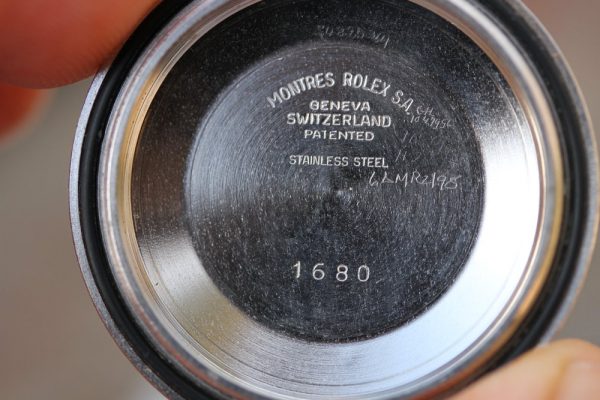 MONTRES ROLEX S.A.
GENEVA
SWITZERLAND
PATENTED
STAINLESS STEEL
1680